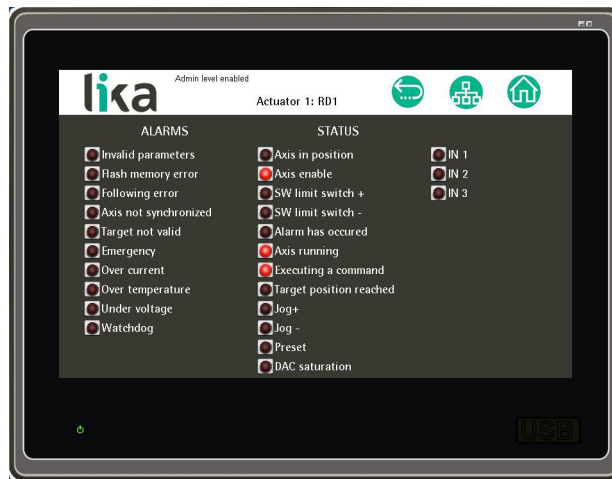 lika
Admin level enabled
Actuator 1: RD1
ALARMS
Invalid parameters
Flash memory error
Following error
Axis not synchronized
Target not valid
Emergency
Over current
Over temperature
Under voltage
Watchdog
STATUS
Axis in position
Axis enable
SW limit switch +
SW limit switch -
Alarm has occured
Axis running
Executing a command
Target position reached
Jog+
Jog -
Preset
DAC saturation
IN 1
IN 2
IN 3
USB